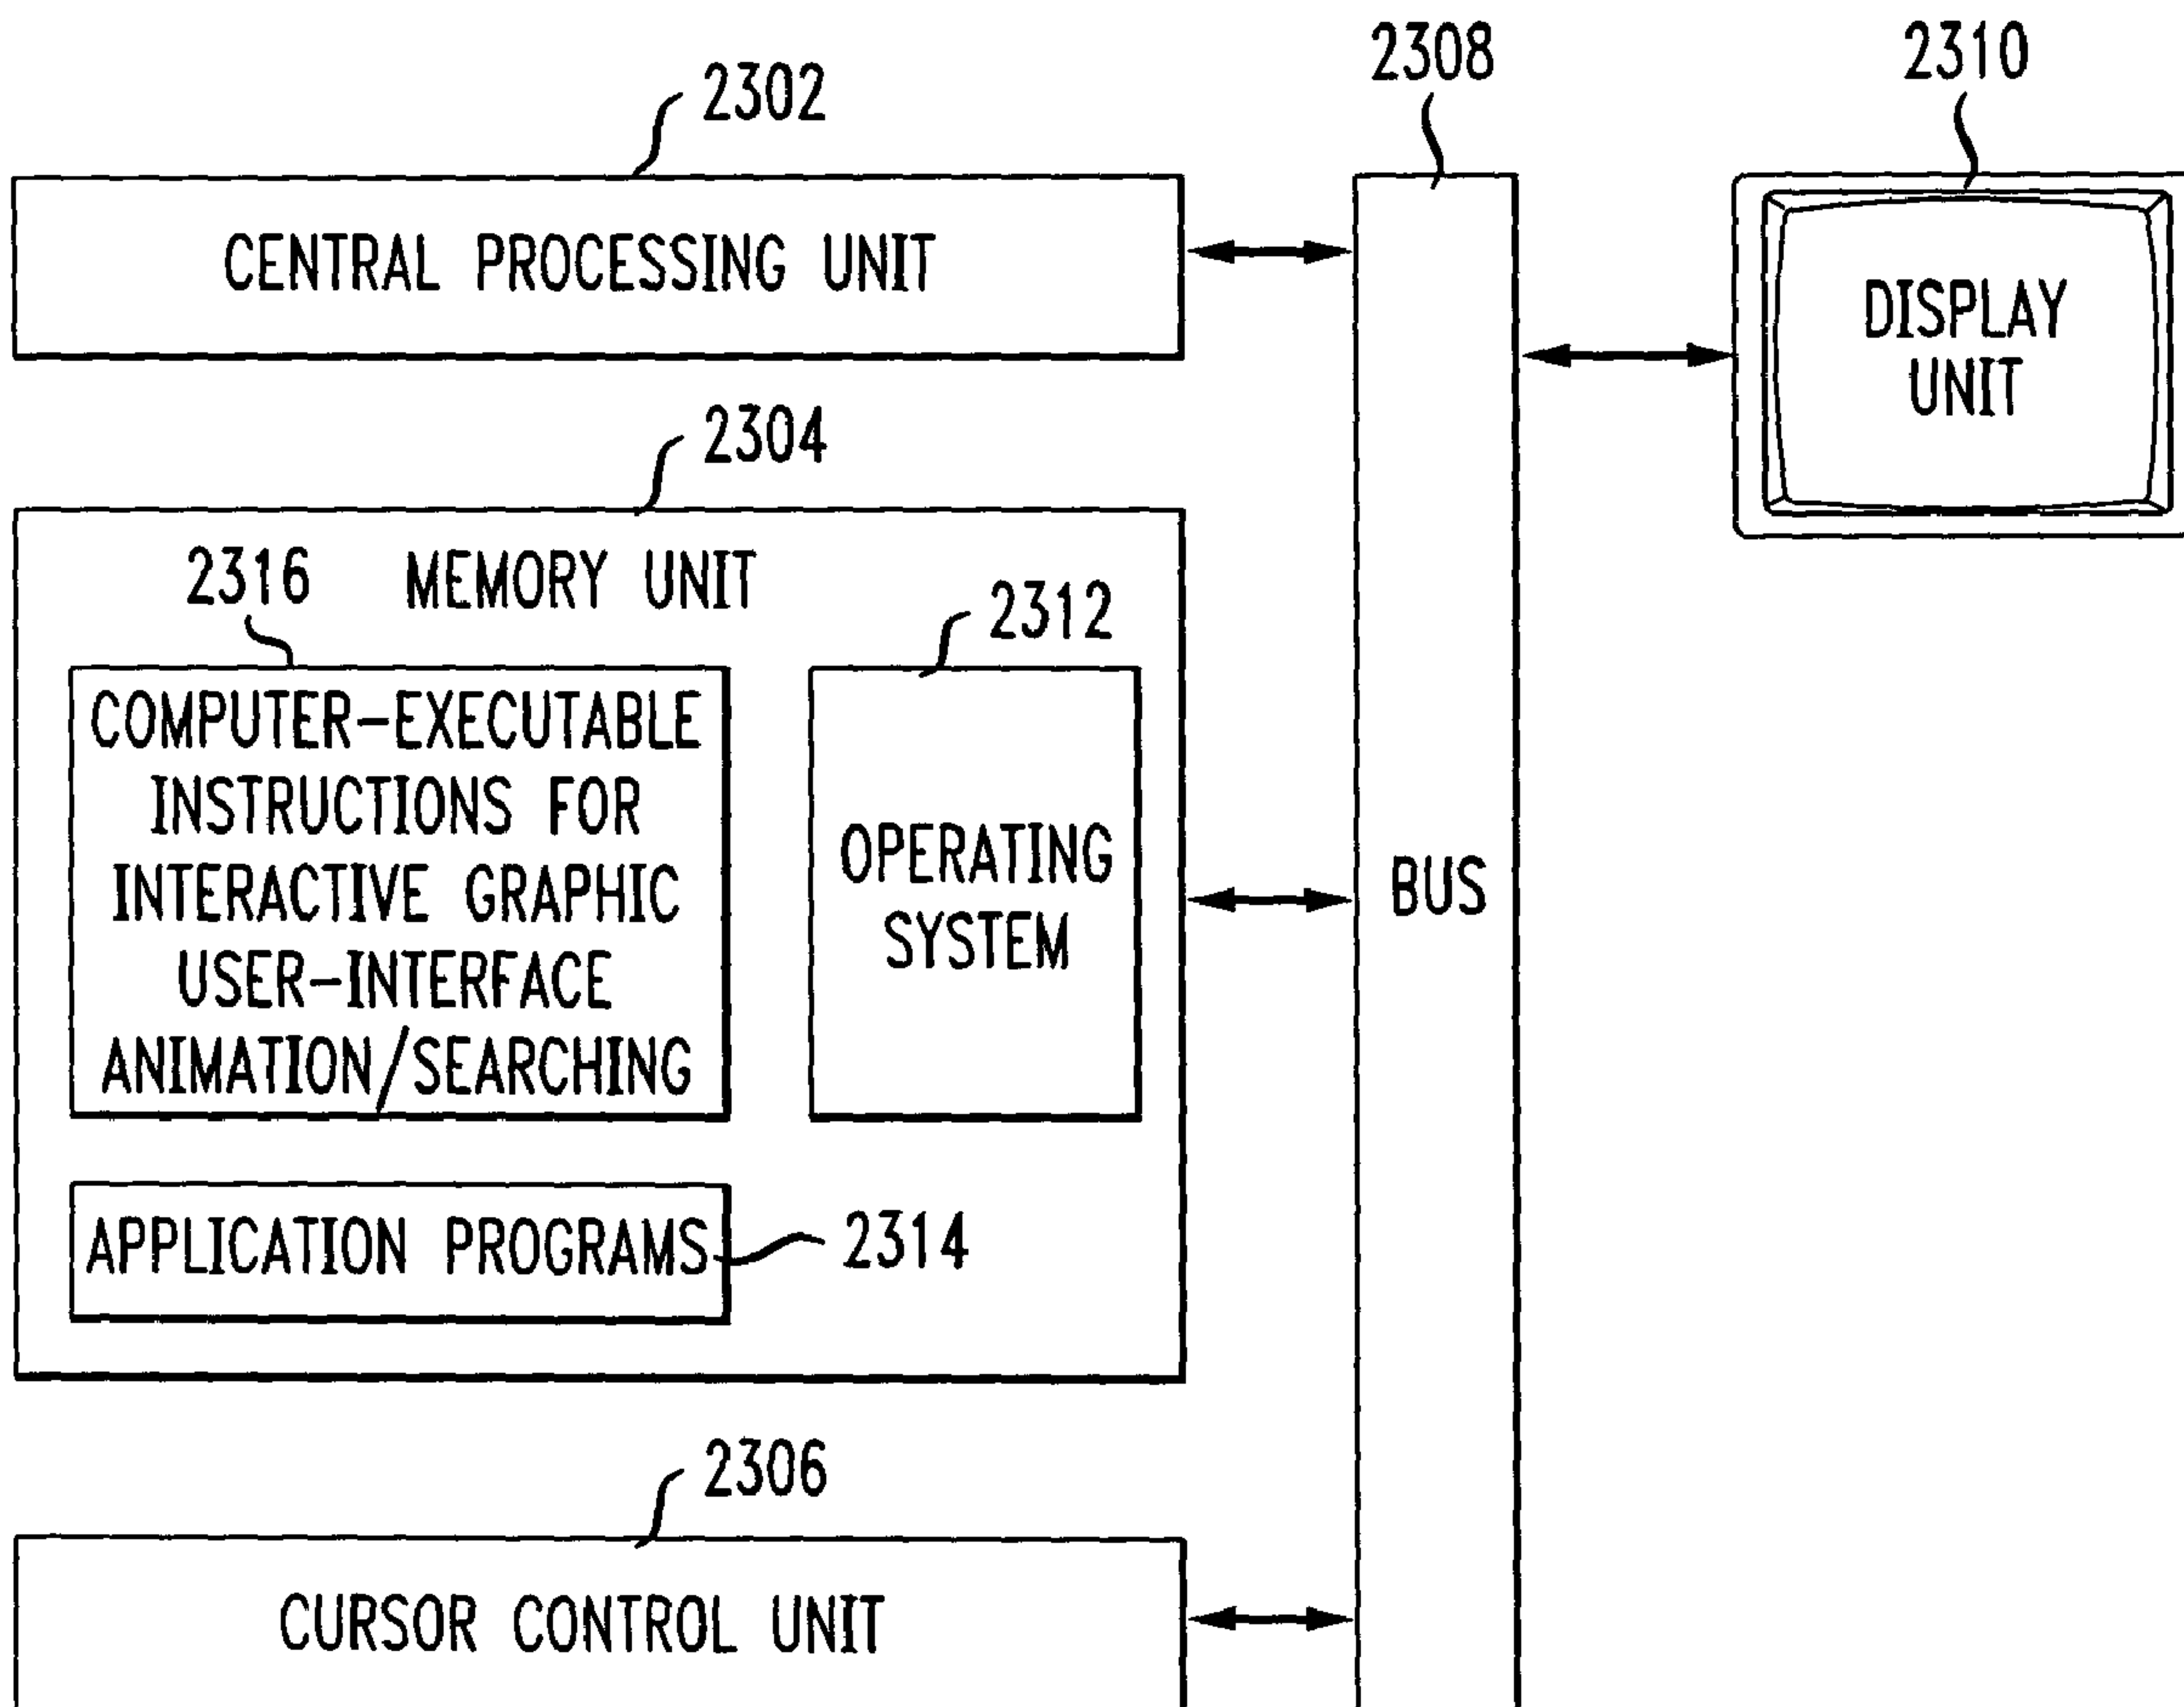 2308
2310
2302
CENTRAL PROCESSING UNIT
DISPLAY
UNIT
2304
2316
MEMORY UNIT
2312
COMPUTER-EXECUTABLE
INSTRUCTIONS FOR
INTERACTIVE GRAPHIC
USER-INTERFACE
ANIMATION/SEARCHING
OPERATING
SYSTEM
BUS
APPLICATION PROGRAMS
2314
2306
CURSOR CONTROL UNIT